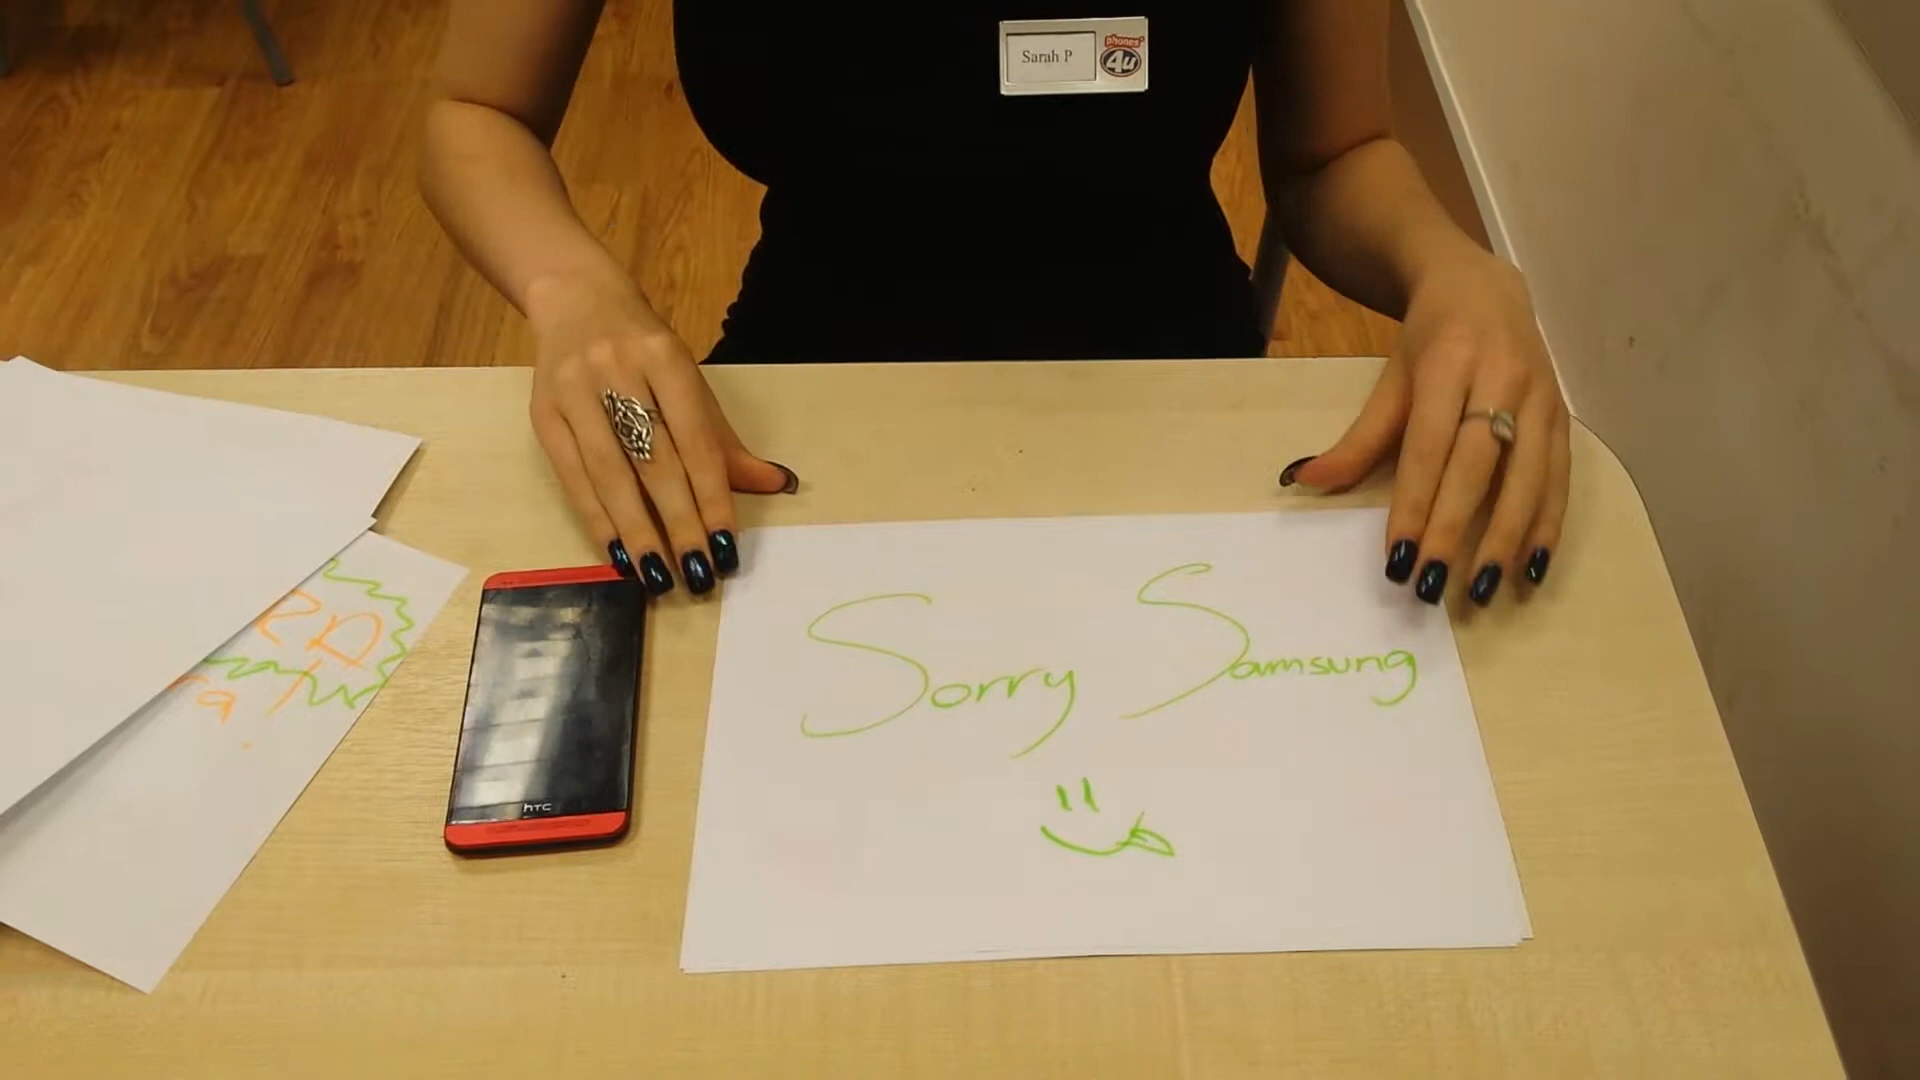 Sarah P
phones
4u
Sorry Samsung
hTC